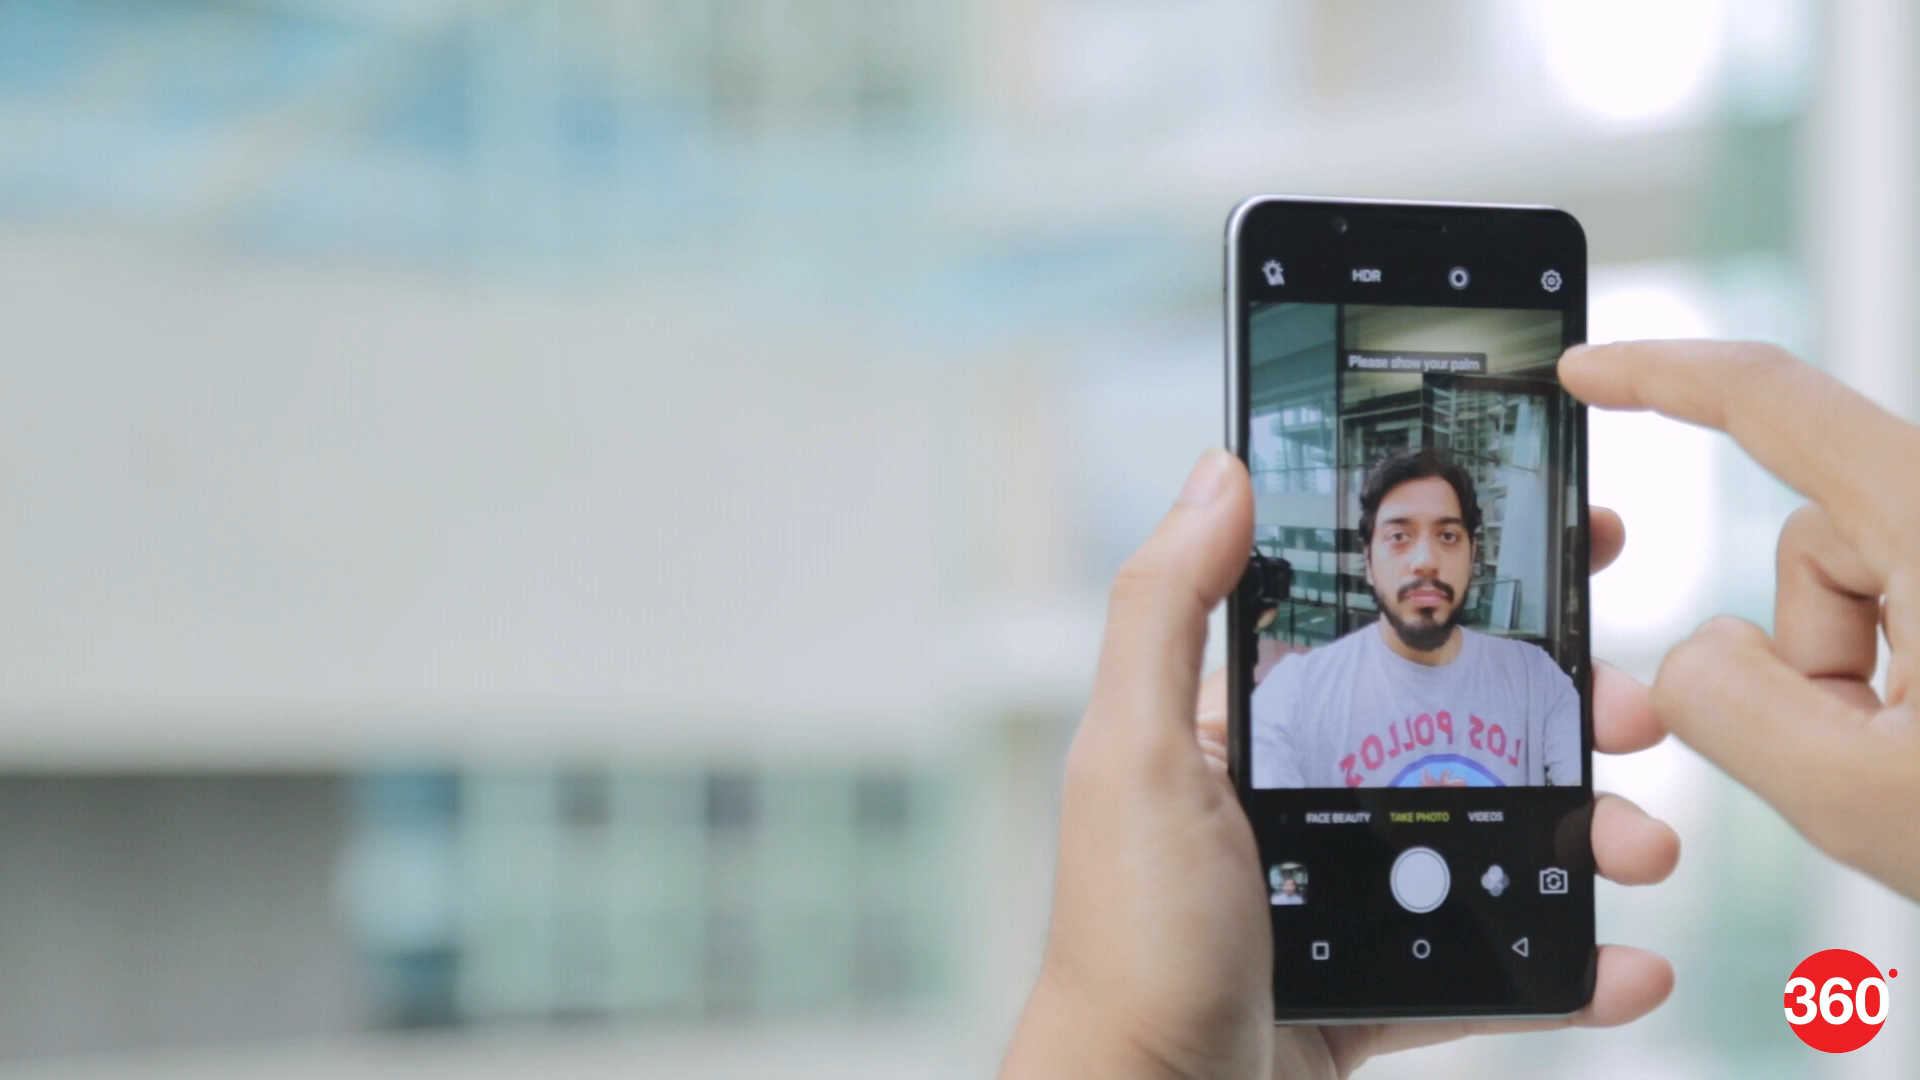 HDR
Please show your palm
LOS POLLOS
FACE BEAUTY TAKE PHOTO VIDEOS
360°